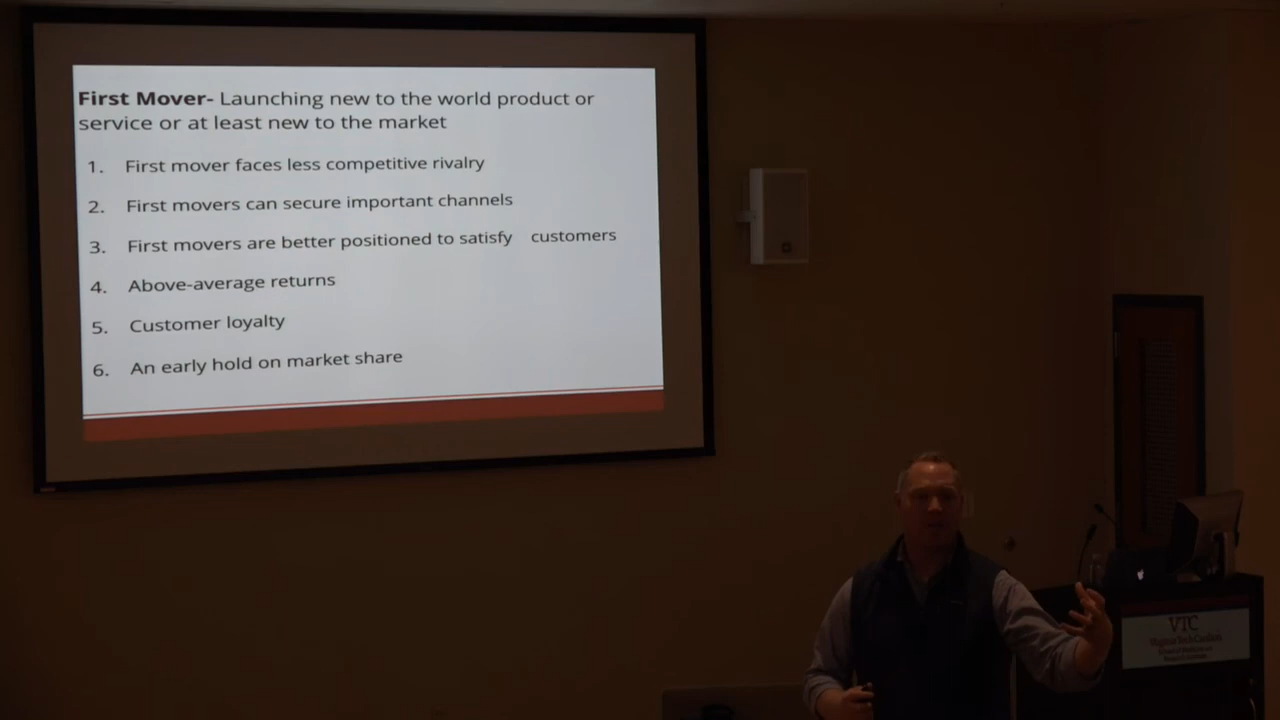 First Mover- Launching new to the world product or
service or at least new to the market
1. First mover faces less competitive rivalry
2. First movers can secure important channels
3. First movers are better positioned to satisfy customers
4. Above-average returns
5. Customer loyalty
6. An early hold on market share
VTC
VirginiaTechCarilion